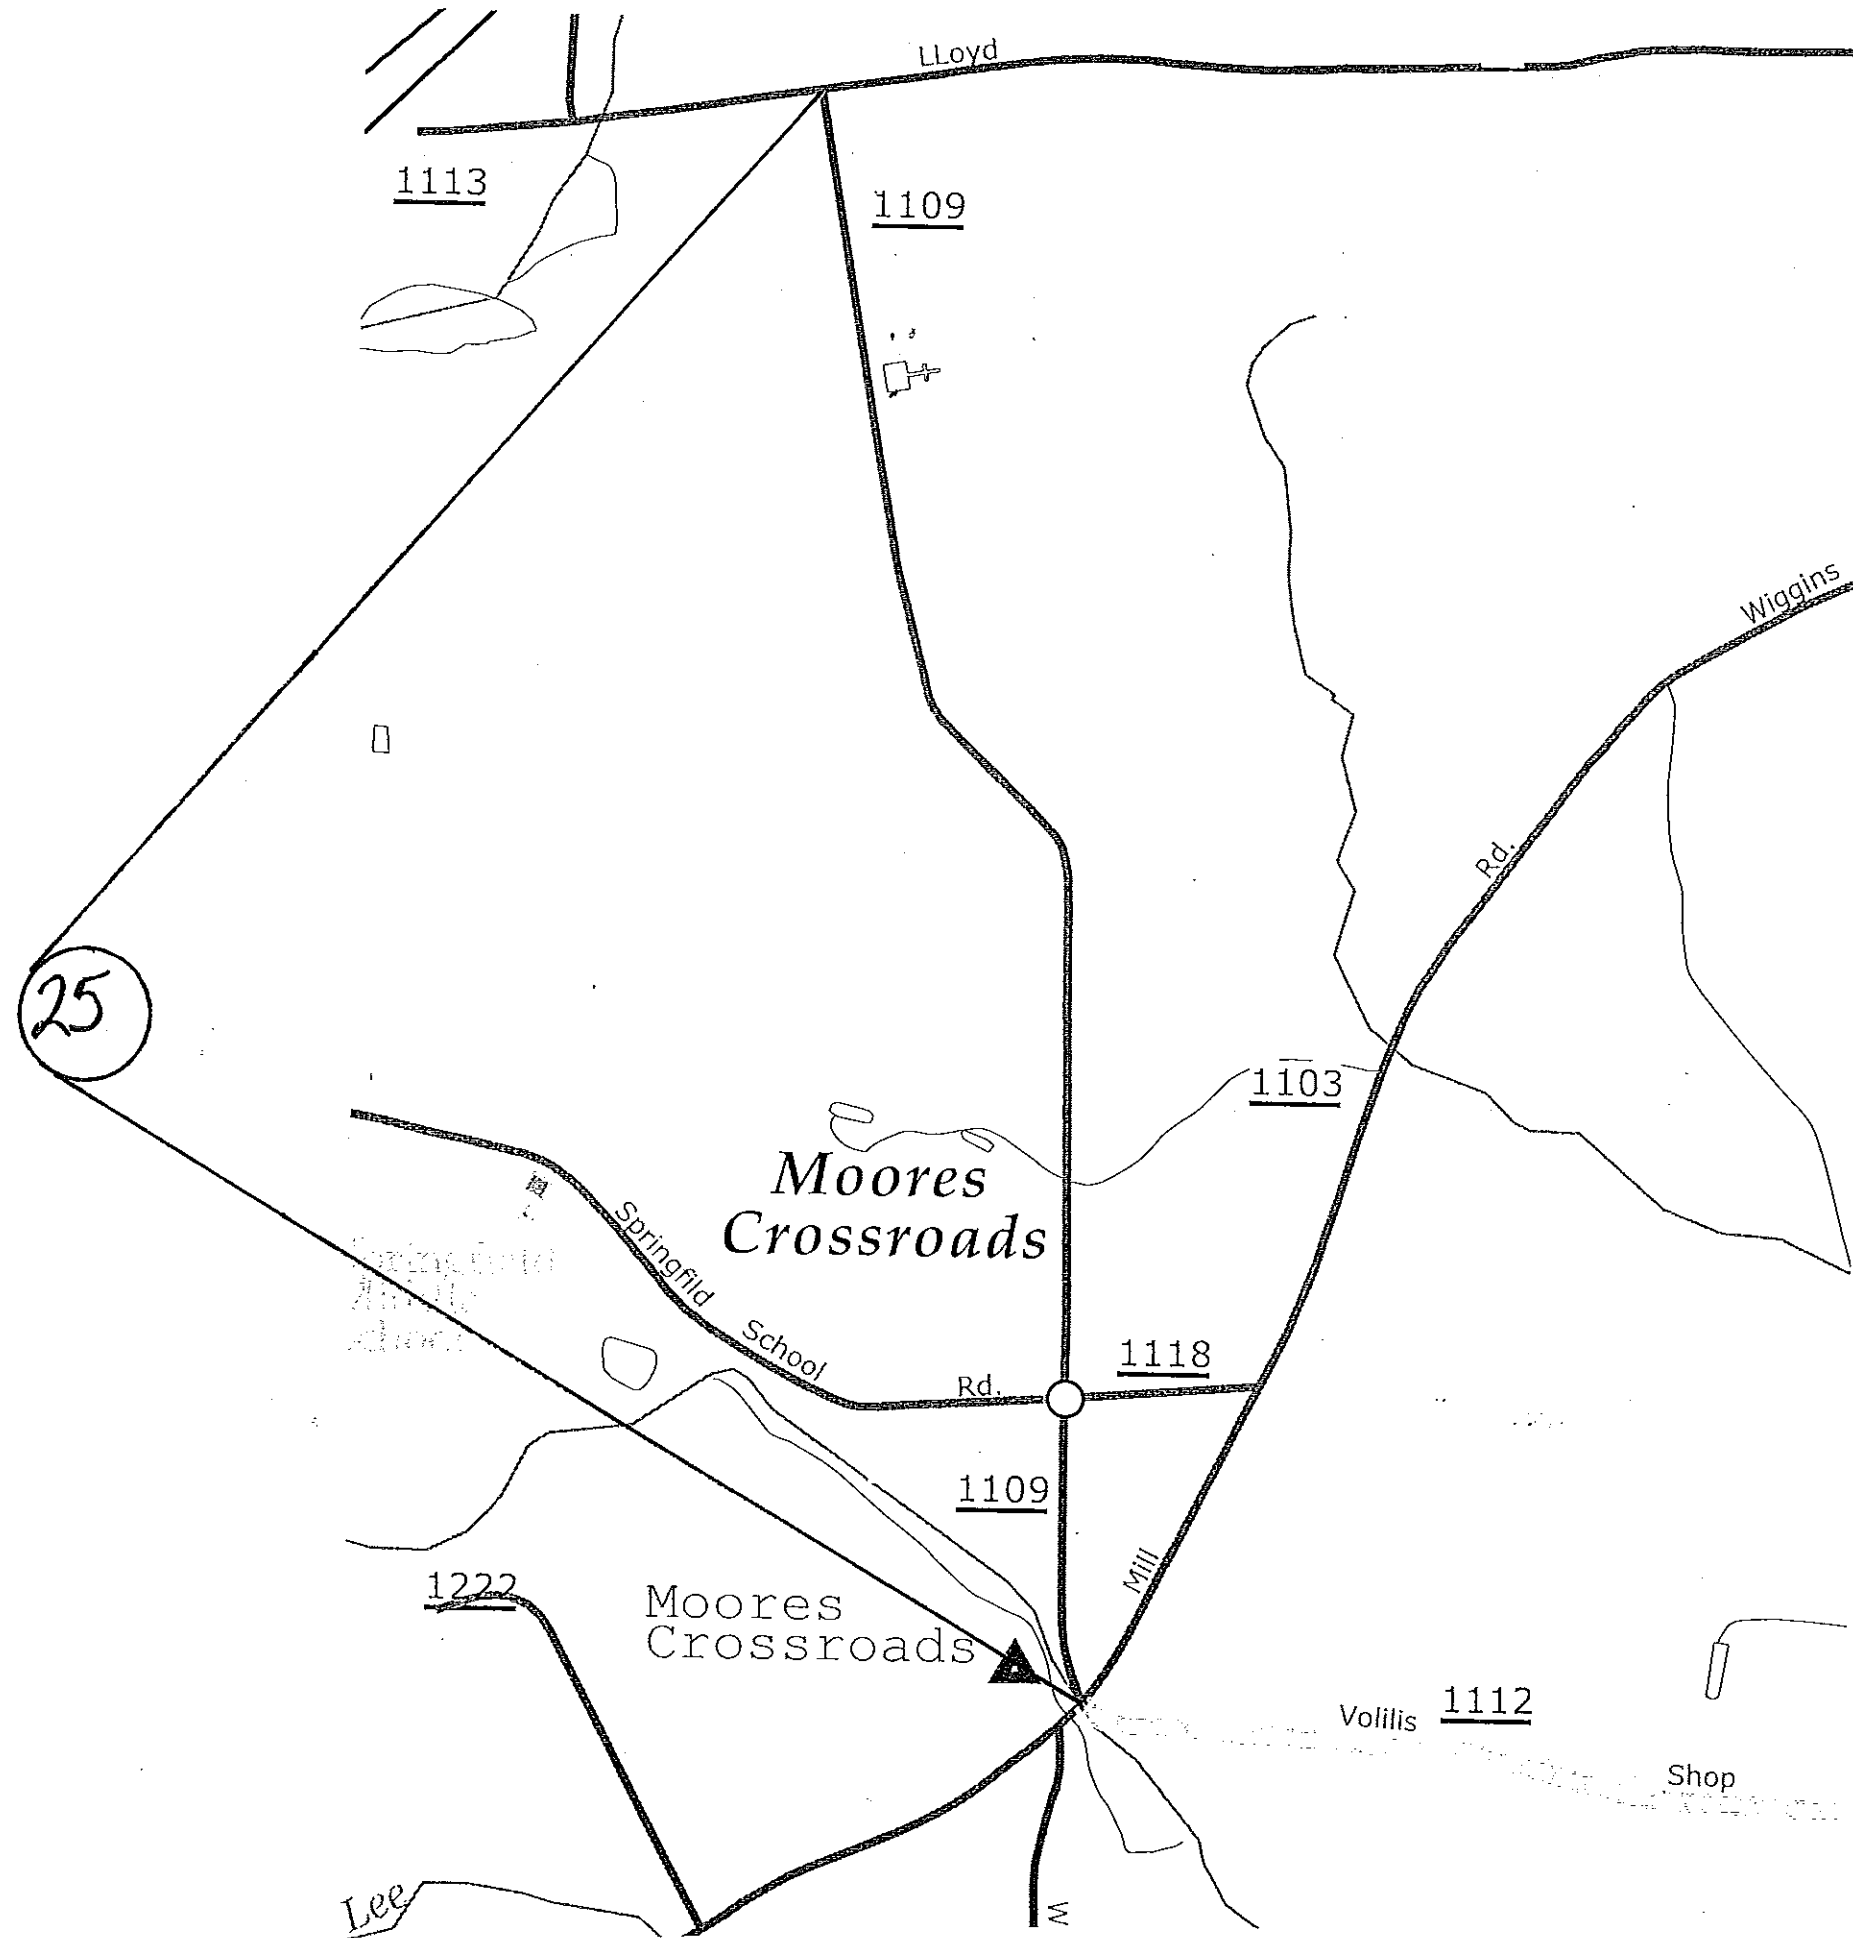 LLoyd
1113
1109
Wiggins
Rd.
25
1103
Moores
Crossroads
Springfild
School
Rd.
1118
1109
Mill
1222
Moores
Crossroads
Volilis
1112
Shop
Lee
W